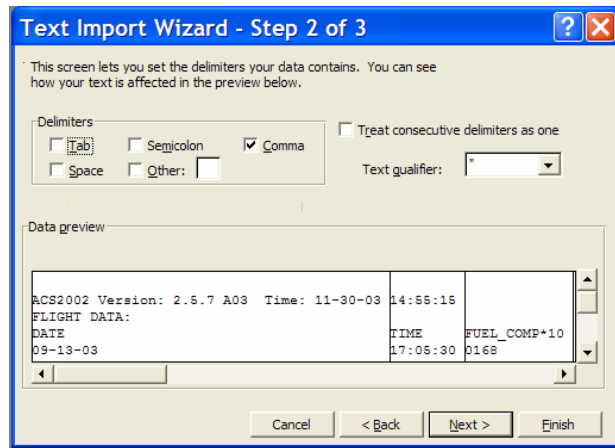 Text Import Wizard - Step 2 of 3
This screen lets you set the delimiters your data contains. You can see
how your text is affected in the preview below.
Delimiters
Tab
Semicolon
Comma
Space
Other:
Treat consecutive delimiters as one
Text qualifier:
"
Data preview
ACS2002 Version: 2.5.7 A03 Time: 11-30-03 14:55:15
FLIGHT DATA:
DATE TIME FUEL_COMP*10
09-13-03 17:05:30 0168
Cancel
< Back
Next >
Finish